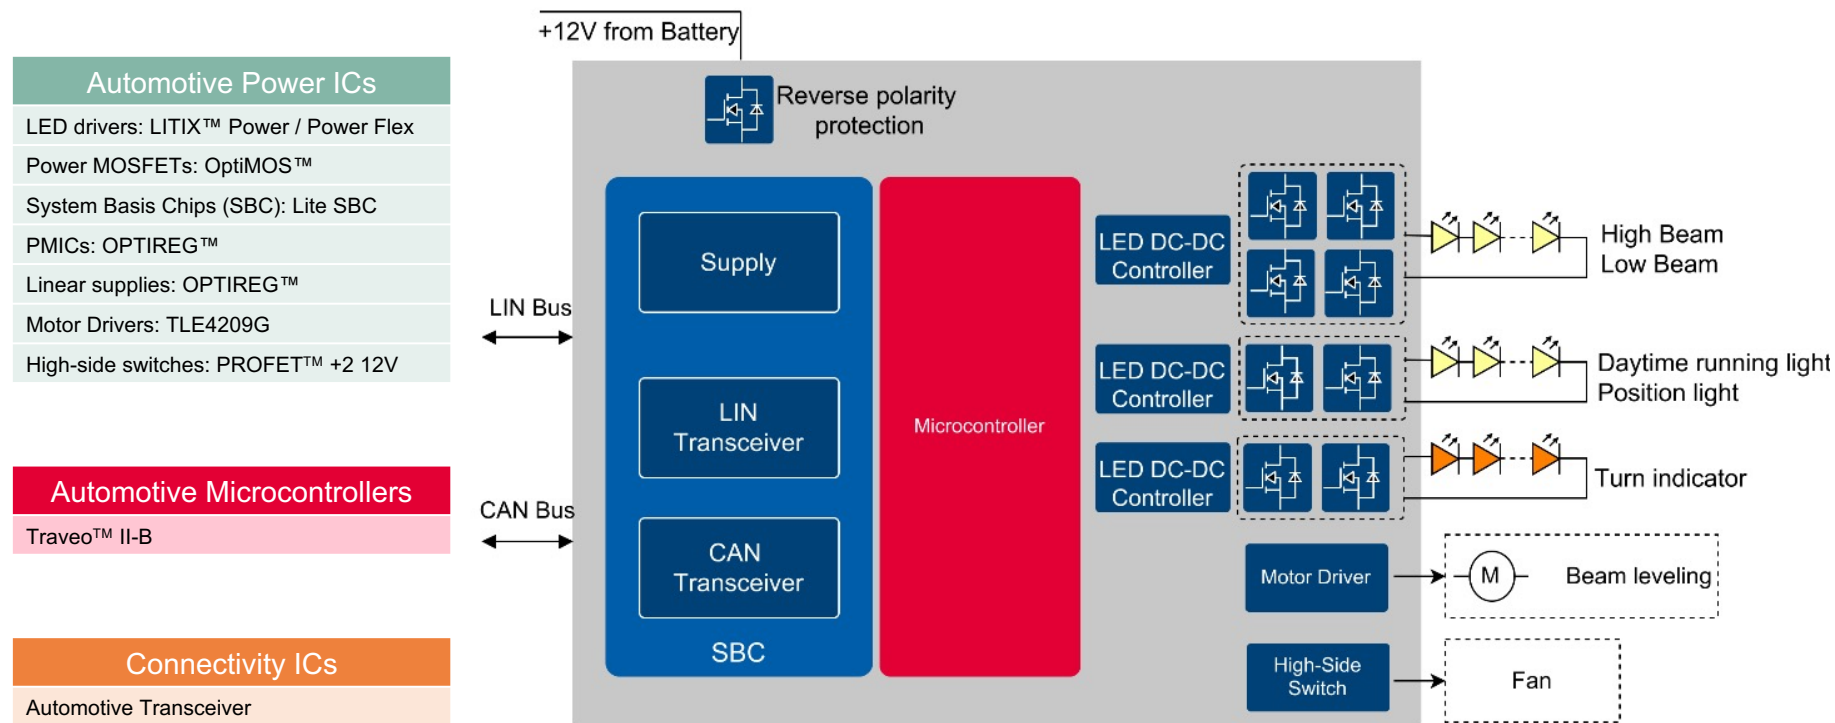 Automotive Power ICs
LED drivers: LITIX™ Power / Power Flex
Power MOSFETs: OptiMOS™
System Basis Chips (SBC): Lite SBC
PMICs: OPTIREG™
Linear supplies: OPTIREG™
Motor Drivers: TLE4209G
High-side switches: PROFET™ +2 12V
Automotive Microcontrollers
Traveo™ II-B
Connectivity ICs
Automotive Transceiver
+12V from Battery
Reverse polarity
protection
LIN Bus
CAN Bus
Supply
LIN
Transceiver
CAN
Transceiver
SBC
Microcontroller
LED DC-DC
Controller
High Beam
Low Beam
LED DC-DC
Controller
Daytime running light
Position light
LED DC-DC
Controller
Turn indicator
Motor Driver
M
Beam leveling
High-Side
Switch
Fan